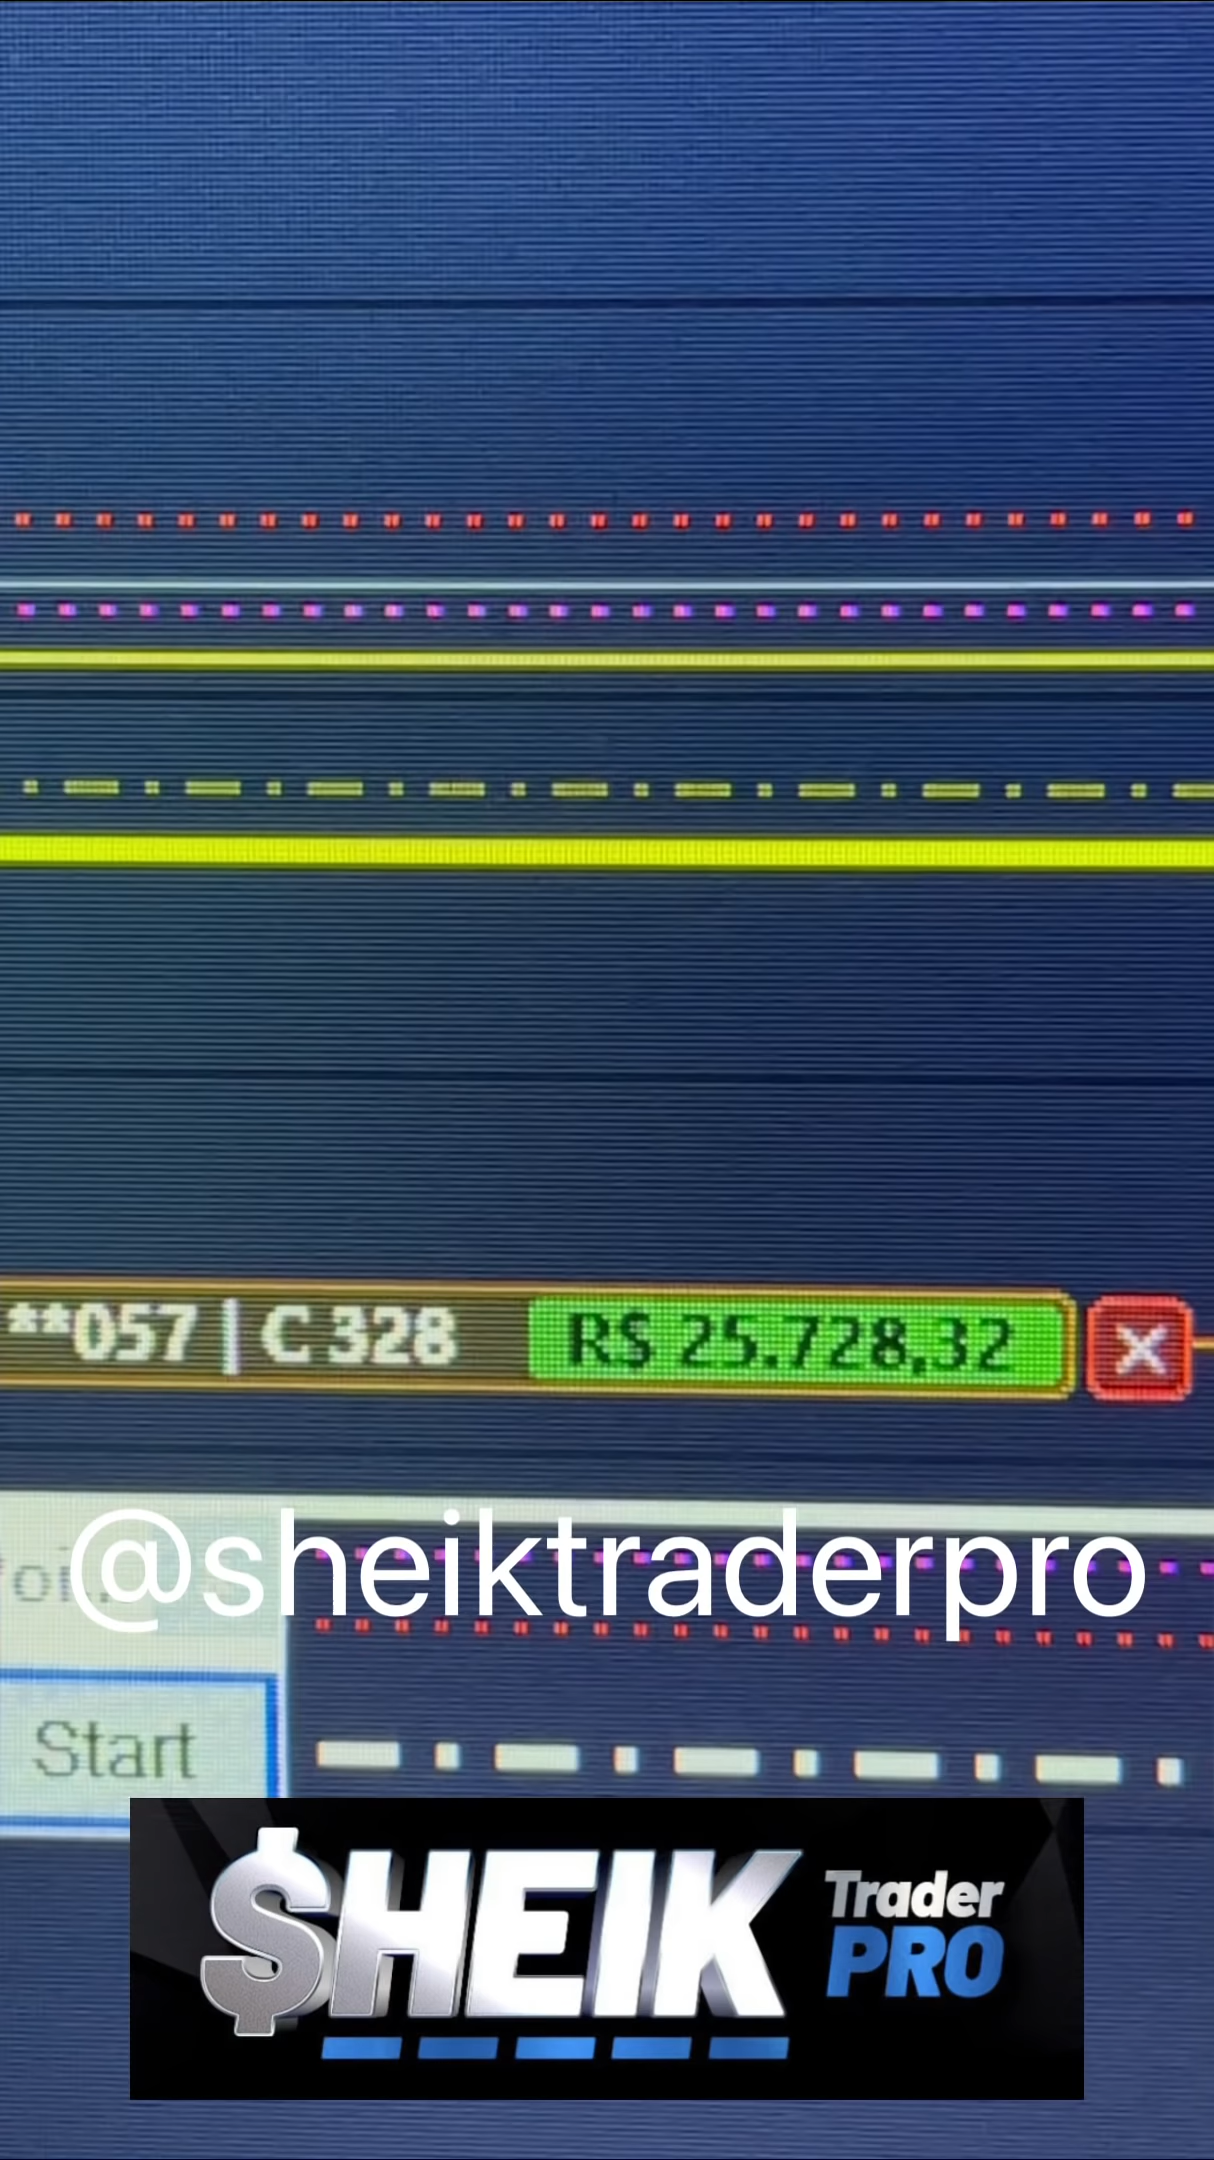 **057 | C 328 R$ 25.728,32 X
@sheiktraderpro
Start
$HEIK
Trader
PRO